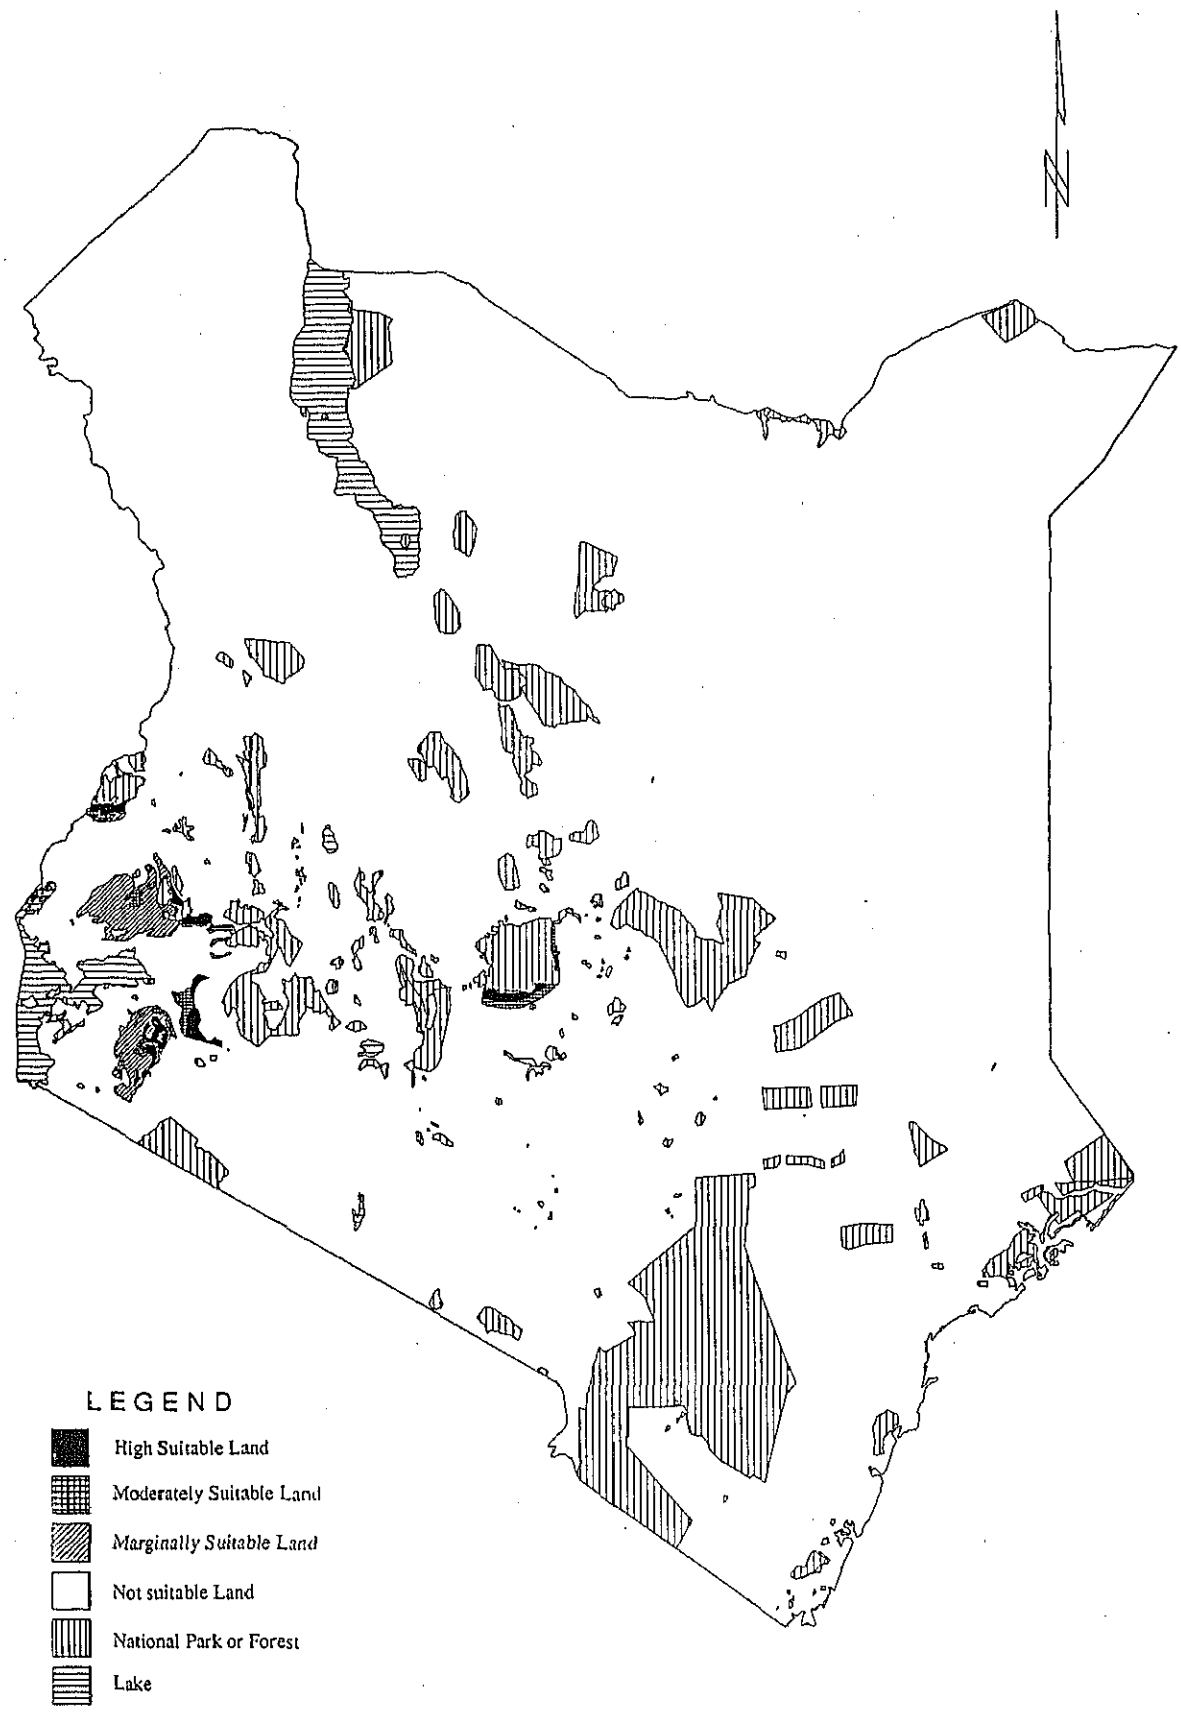 N
LEGEND
High Suitable Land
Moderately Suitable Land
Marginally Suitable Land
Not suitable Land
National Park or Forest
Lake